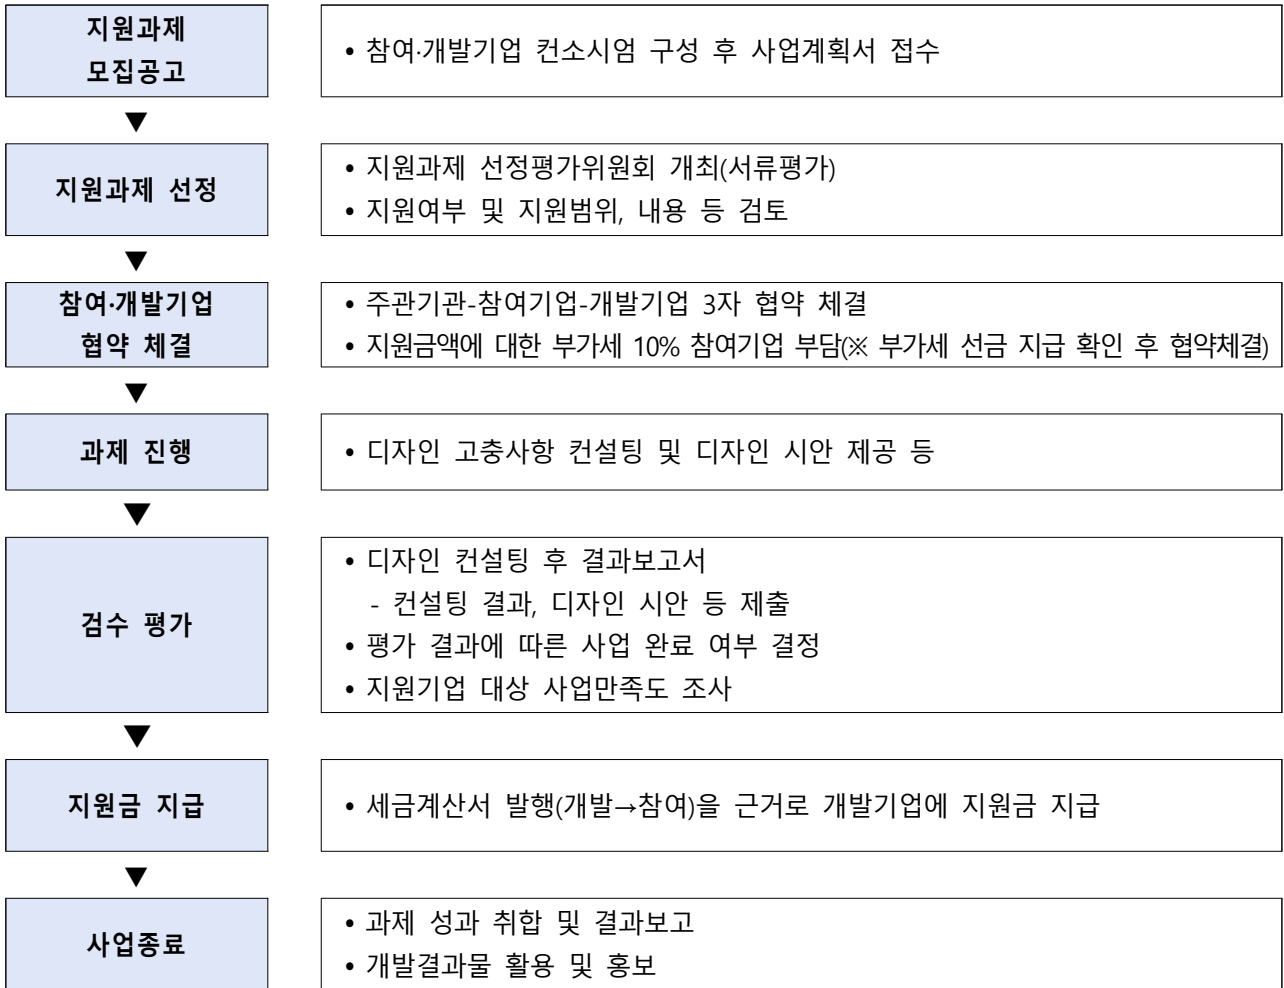 지원과제
모집공고
• 참여·개발기업 컨소시엄 구성 후 사업계획서 접수
▼
지원과제 선정
• 지원과제 선정평가위원회 개최(서류평가)
• 지원여부 및 지원범위, 내용 등 검토
▼
참여·개발기업
협약 체결
• 주관기관-참여기업-개발기업 3자 협약 체결
• 지원금액에 대한 부가세 10% 참여기업 부담(※ 부가세 선금 지급 확인 후 협약체결)
▼
과제 진행
• 디자인 고충사항 컨설팅 및 디자인 시안 제공 등
▼
검수 평가
• 디자인 컨설팅 후 결과보고서
- 컨설팅 결과, 디자인 시안 등 제출
• 평가 결과에 따른 사업 완료 여부 결정
• 지원기업 대상 사업만족도 조사
▼
지원금 지급
• 세금계산서 발행(개발→참여)을 근거로 개발기업에 지원금 지급
▼
사업종료
• 과제 성과 취합 및 결과보고
• 개발결과물 활용 및 홍보